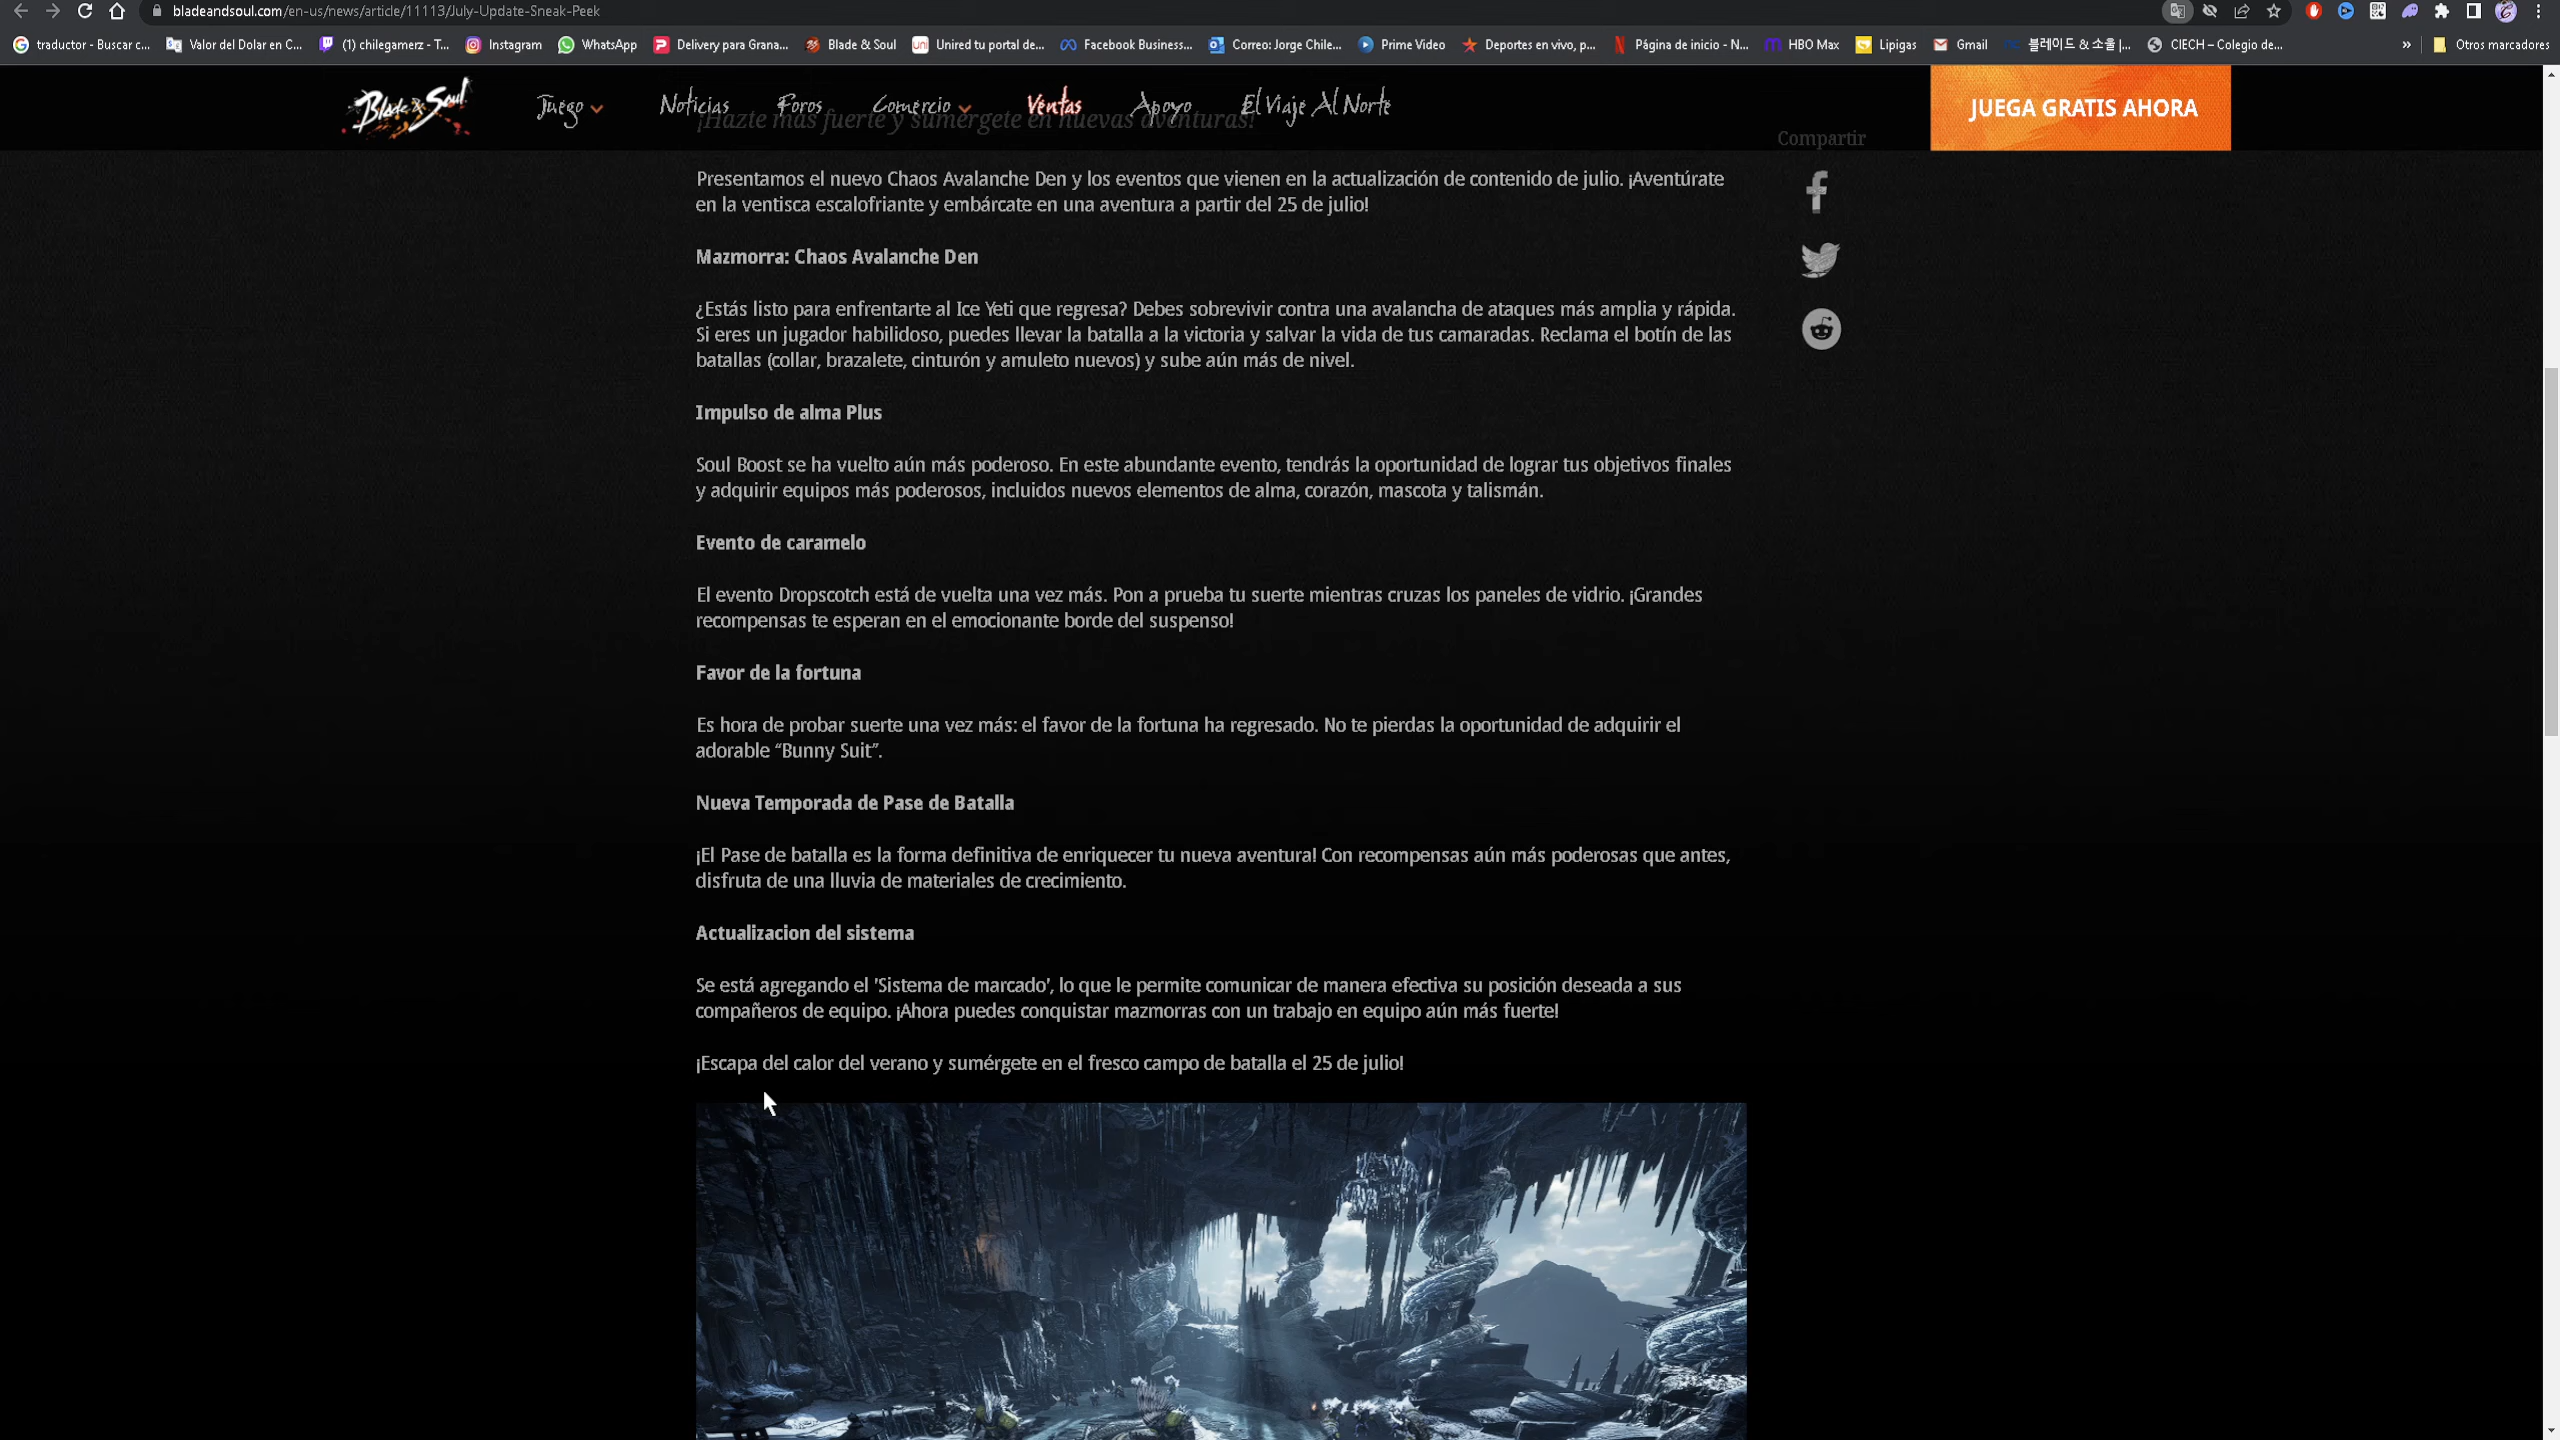 bladeandsoul.com/en-us/news/article/11113/July-Update-Sneak-Peek
traductor - Buscar c...
Valor del Dolar en C...
(1) chilegamerz - T...
Instagram
WhatsApp
Delivery para Grana...
Blade & Soul
Unired tu portal de...
Facebook Business...
Correo: Jorge Chile...
Prime Video
Deportes en vivo, p...
Página de inicio - N...
HBO Max
Lipigas
Gmail
블레이드 & 소울 |...
CIECH – Colegio de...
»
Otros marcadores
Blade & Soul
Juego
Noticias
Foros
Comercio
Ventas
Apoyo
El Viaje Al Norte
JUEGA GRATIS AHORA
¡Hazte más fuerte y sumérgete en nuevas aventuras!
Compartir
Presentamos el nuevo Chaos Avalanche Den y los eventos que vienen en la actualización de contenido de julio. ¡Aventúrate
en la ventisca escalofriante y embárcate en una aventura a partir del 25 de julio!
Mazmorra: Chaos Avalanche Den
¿Estás listo para enfrentarte al Ice Yeti que regresa? Debes sobrevivir contra una avalancha de ataques más amplia y rápida.
Si eres un jugador habilidoso, puedes llevar la batalla a la victoria y salvar la vida de tus camaradas. Reclama el botín de las
batallas (collar, brazalete, cinturón y amuleto nuevos) y sube aún más de nivel.
Impulso de alma Plus
Soul Boost se ha vuelto aún más poderoso. En este abundante evento, tendrás la oportunidad de lograr tus objetivos finales
y adquirir equipos más poderosos, incluidos nuevos elementos de alma, corazón, mascota y talismán.
Evento de caramelo
El evento Dropscotch está de vuelta una vez más. Pon a prueba tu suerte mientras cruzas los paneles de vidrio. ¡Grandes
recompensas te esperan en el emocionante borde del suspenso!
Favor de la fortuna
Es hora de probar suerte una vez más: el favor de la fortuna ha regresado. No te pierdas la oportunidad de adquirir el
adorable “Bunny Suit”.
Nueva Temporada de Pase de Batalla
¡El Pase de batalla es la forma definitiva de enriquecer tu nueva aventura! Con recompensas aún más poderosas que antes,
disfruta de una lluvia de materiales de crecimiento.
Actualizacion del sistema
Se está agregando el 'Sistema de marcado', lo que le permite comunicar de manera efectiva su posición deseada a sus
compañeros de equipo. ¡Ahora puedes conquistar mazmorras con un trabajo en equipo aún más fuerte!
¡Escapa del calor del verano y sumérgete en el fresco campo de batalla el 25 de julio!